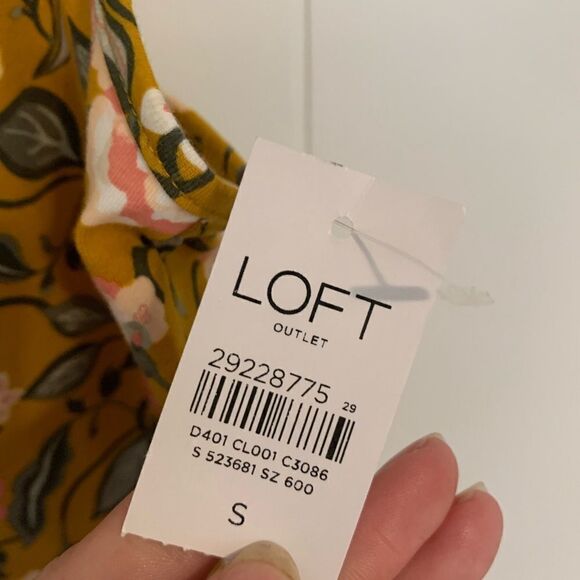 LOFT
OUTLET
29228775 29
D401 CL001 C3086
S 523681 SZ 600
S